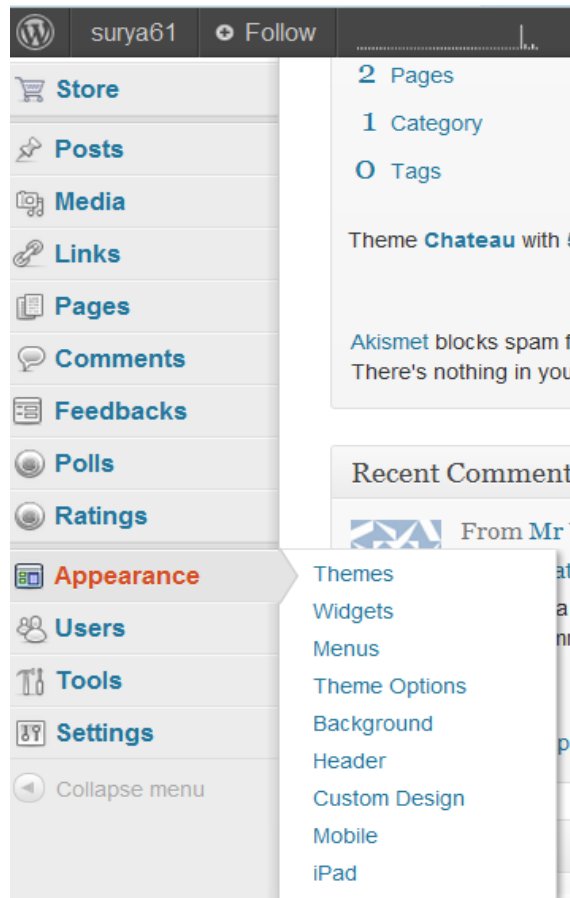 surya61 Follow
Store
Posts
Media
Links
Pages
Comments
Feedbacks
Polls
Ratings
Appearance
Users
Tools
Settings
Collapse menu
2 Pages
1 Category
0 Tags
Theme Chateau with
Akismet blocks spam
There's nothing in
Recent
From Mr
Themes
Widgets
Menus
Theme Options
Background
Header
Custom Design
Mobile
iPad